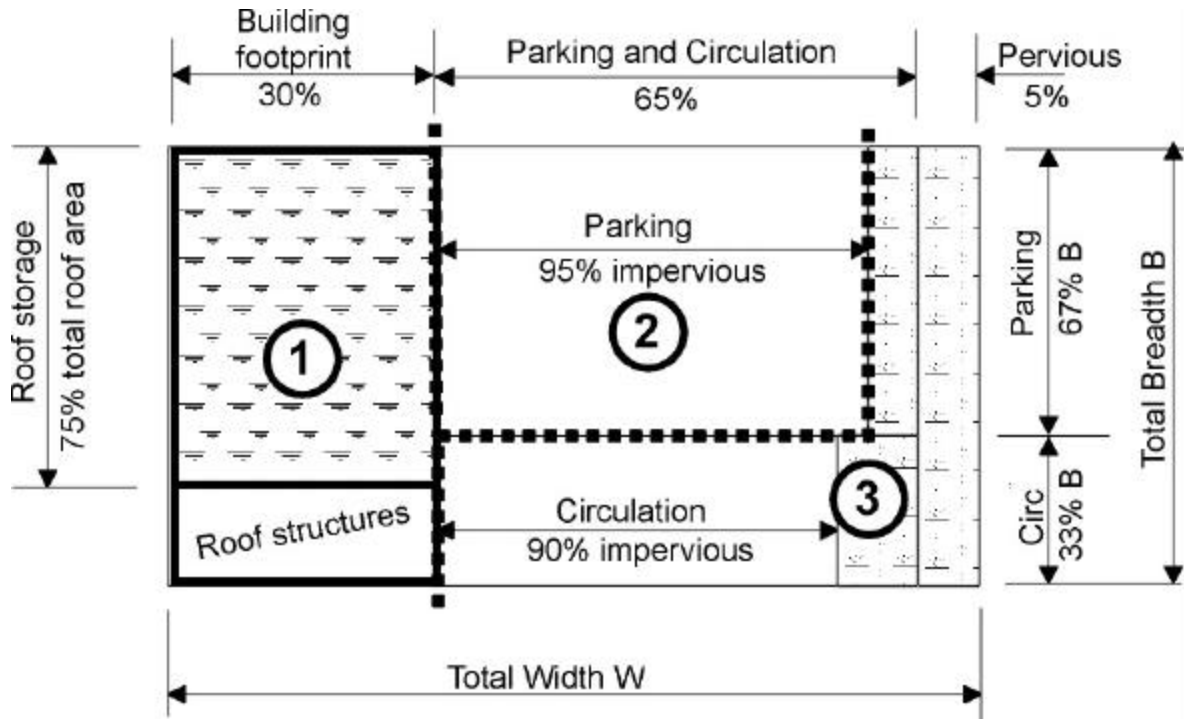 Building
footprint
30%
Parking and Circulation
65%
Pervious
5%
Roof storage
75% total roof area
1
Roof structures
Parking
95% impervious
2
Circulation
90% impervious
3
Parking
67% B
Circ
33% B
Total Breadth B
Total Width W